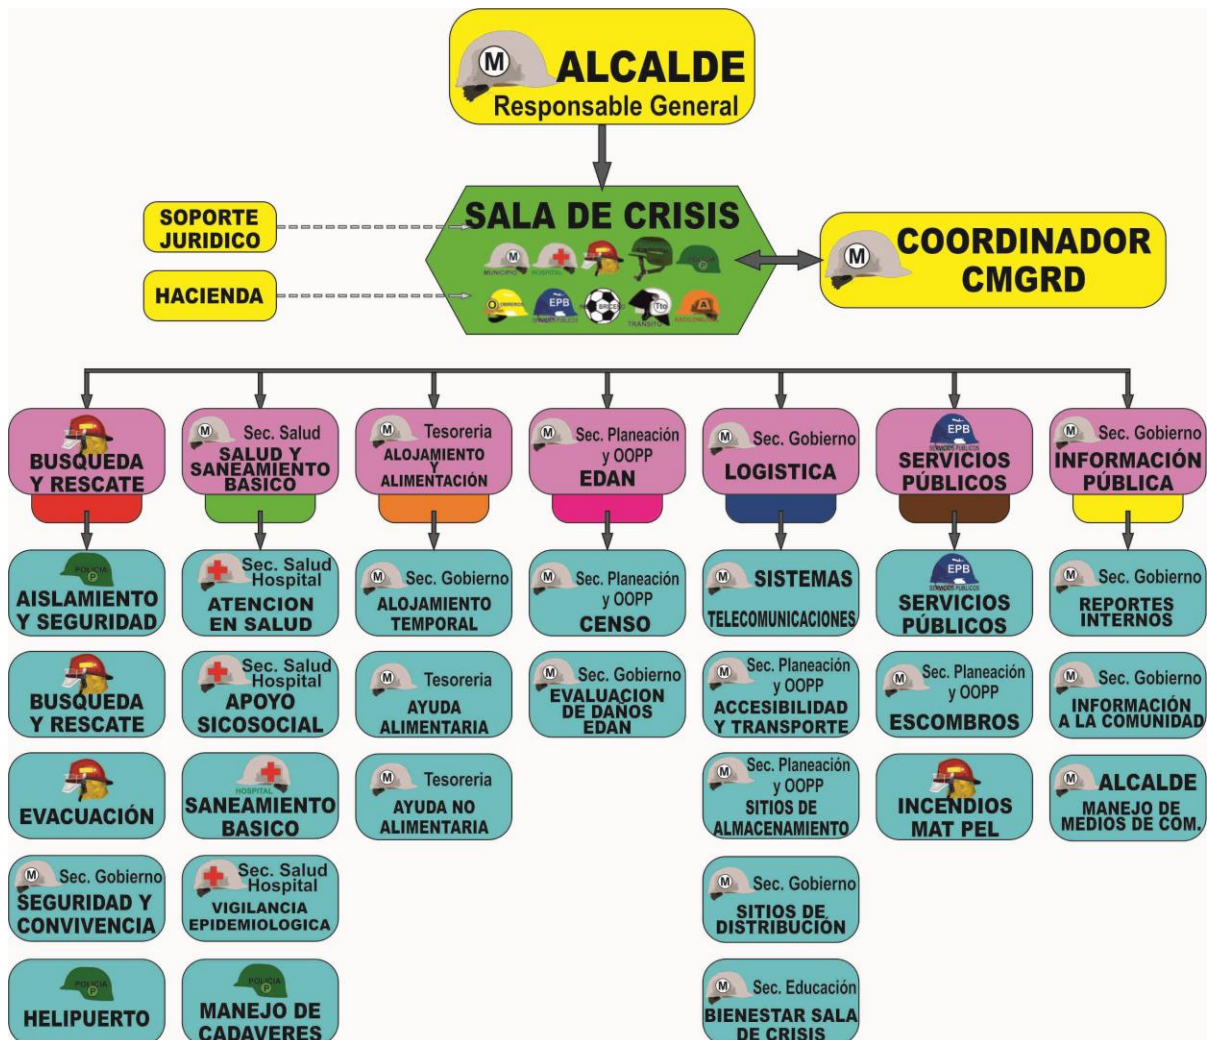 M ALCALDE
Responsable General
SOPORTE
JURIDICO
HACIENDA
SALA DE CRISIS
M
MUNICIPIO
HOSPITAL
EPB
Tto
TRANSITO
A
M COORDINADOR
CMGRD
BUSQUEDA
Y RESCATE
M Sec. Salud
SALUD Y
SANEAMIENTO
BASICO
M Tesoreria
ALOJAMIENTO
Y
ALIMENTACIÓN
M Sec. Planeación
y OOPP
EDAN
M Sec. Gobierno
LOGISTICA
EPB
SERVICIOS PUBLICOS
SERVICIOS
PÚBLICOS
M Sec. Gobierno
INFORMACIÓN
PÚBLICA
POLICIA
P
AISLAMIENTO
Y SEGURIDAD
BUSQUEDA
Y RESCATE
EVACUACIÓN
M Sec. Gobierno
SEGURIDAD Y
CONVIVENCIA
POLICIA
P
HELIPUERTO
Sec. Salud
Hospital
ATENCION
EN SALUD
Sec. Salud
Hospital
APOYO
SICOSOCIAL
HOSPITAL
SANEAMIENTO
BASICO
Sec. Salud
Hospital
VIGILANCIA
EPIDEMIOLOGICA
POLICIA
P
MANEJO DE
CADAVERES
M Sec. Gobierno
ALOJAMIENTO
TEMPORAL
M Tesoreria
AYUDA
ALIMENTARIA
M Tesoreria
AYUDA NO
ALIMENTARIA
M Sec. Planeación
y OOPP
CENSO
M Sec. Gobierno
EVALUACION
DE DAÑOS
EDAN
M SISTEMAS
TELECOMUNICACIONES
M Sec. Planeación
y OOPP
ACCESIBILIDAD
Y TRANSPORTE
M Sec. Planeación
y OOPP
SITIOS DE
ALMACENAMIENTO
M Sec. Gobierno
SITIOS DE
DISTRIBUCIÓN
M Sec. Educación
BIENESTAR SALA
DE CRISIS
EPB
SERVICIOS PUBLICOS
SERVICIOS
PÚBLICOS
M Sec. Planeación
y OOPP
ESCOMBROS
INCENDIOS
MAT PEL
M Sec. Gobierno
REPORTES
INTERNOS
M Sec. Gobierno
INFORMACIÓN
A LA COMUNIDAD
M ALCALDE
MANEJO DE
MEDIOS DE COM.